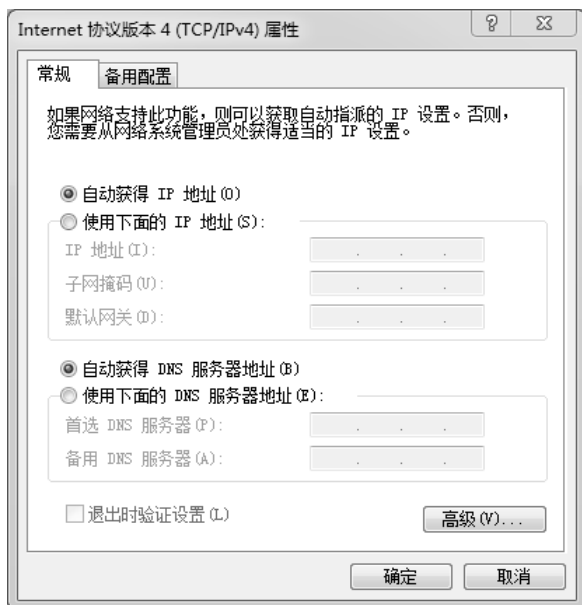 Internet 协议版本 4 (TCP/IPv4) 属性
常规
备用配置
如果网络支持此功能，则可以获取自动指派的 IP 设置。否则，
您需要从网络系统管理员处获得适当的 IP 设置。
自动获得 IP 地址(O)
使用下面的 IP 地址(S):
IP 地址(I):
子网掩码(U):
默认网关(D):
自动获得 DNS 服务器地址(B)
使用下面的 DNS 服务器地址(E):
首选 DNS 服务器(P):
备用 DNS 服务器(A):
退出时验证设置(L)
高级(V)...
确定
取消